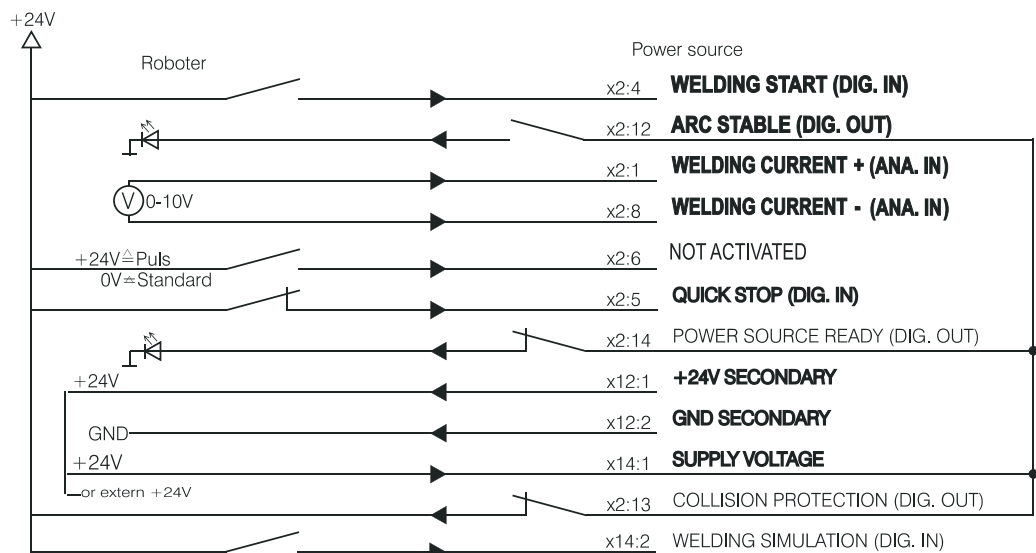 +24V
Roboter
Power source
x2:4 WELDING START (DIG. IN)
x2:12 ARC STABLE (DIG. OUT)
x2:1 WELDING CURRENT + (ANA. IN)
V 0-10V
x2:8 WELDING CURRENT - (ANA. IN)
+24V≙Puls
x2:6 NOT ACTIVATED
0V≙Standard
x2:5 QUICK STOP (DIG. IN)
x2:14 POWER SOURCE READY (DIG. OUT)
+24V
x12:1 +24V SECONDARY
GND
x12:2 GND SECONDARY
+24V
x14:1 SUPPLY VOLTAGE
or extern +24V
x2:13 COLLISION PROTECTION (DIG. OUT)
x14:2 WELDING SIMULATION (DIG. IN)